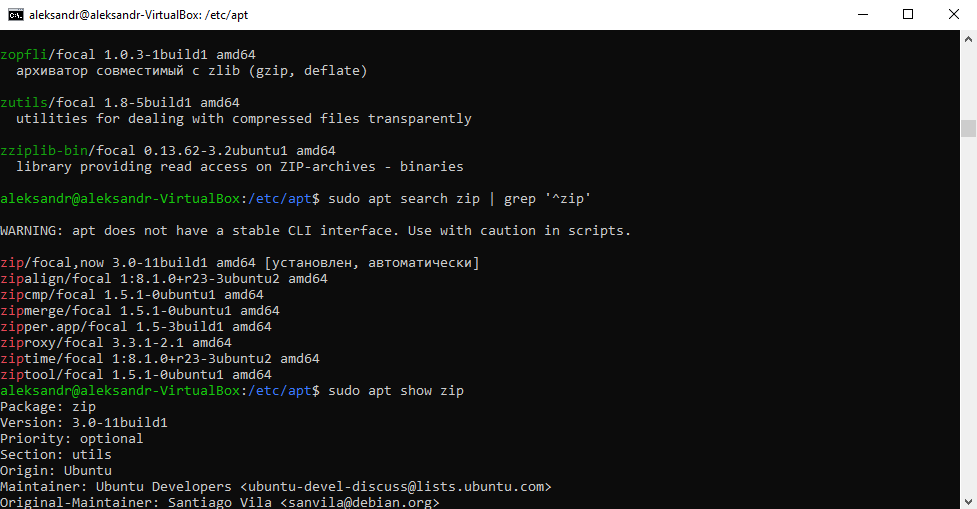 aleksandr@aleksandr-VirtualBox: /etc/apt
zopfli/focal 1.0.3-1build1 amd64
архиватор совместимый с zlib (gzip, deflate)
zutils/focal 1.8-5build1 amd64
utilities for dealing with compressed files transparently
zziplib-bin/focal 0.13.62-3.2ubuntu1 amd64
library providing read access on ZIP-archives - binaries
aleksandr@aleksandr-VirtualBox:/etc/apt$ sudo apt search zip | grep '^zip'
WARNING: apt does not have a stable CLI interface. Use with caution in scripts.
zip/focal,now 3.0-11build1 amd64 [установлен, автоматически]
zipalign/focal 1:8.1.0+r23-3ubuntu2 amd64
zipcmp/focal 1.5.1-0ubuntu1 amd64
zipmerge/focal 1.5.1-0ubuntu1 amd64
zipper.app/focal 1.5-3build1 amd64
ziproxy/focal 3.3.1-2.1 amd64
ziptime/focal 1:8.1.0+r23-3ubuntu2 amd64
ziptool/focal 1.5.1-0ubuntu1 amd64
aleksandr@aleksandr-VirtualBox:/etc/apt$ sudo apt show zip
Package: zip
Version: 3.0-11build1
Priority: optional
Section: utils
Origin: Ubuntu
Maintainer: Ubuntu Developers <ubuntu-devel-discuss@lists.ubuntu.com>
Original-Maintainer: Santiago Vila <sanvila@debian.org>